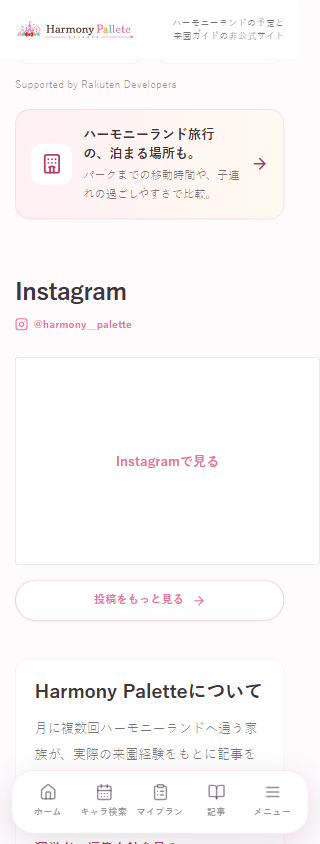 Harmony Pallete
ハーモニーランドの予定と
来園ガイドの非公式サイト
Supported by Rakuten Developers
ハーモニーランド旅行
の、泊まる場所も。
パークまでの移動時間や、子連
れの過ごしやすさで比較。
Instagram
@harmony__palette
Instagramで見る
投稿をもっと見る
Harmony Paletteについて
月に複数回ハーモニーランドへ通う家
族が、実際の来園経験をもとに記事を
ホーム
キャラ検索
マイプラン
記事
メニュー